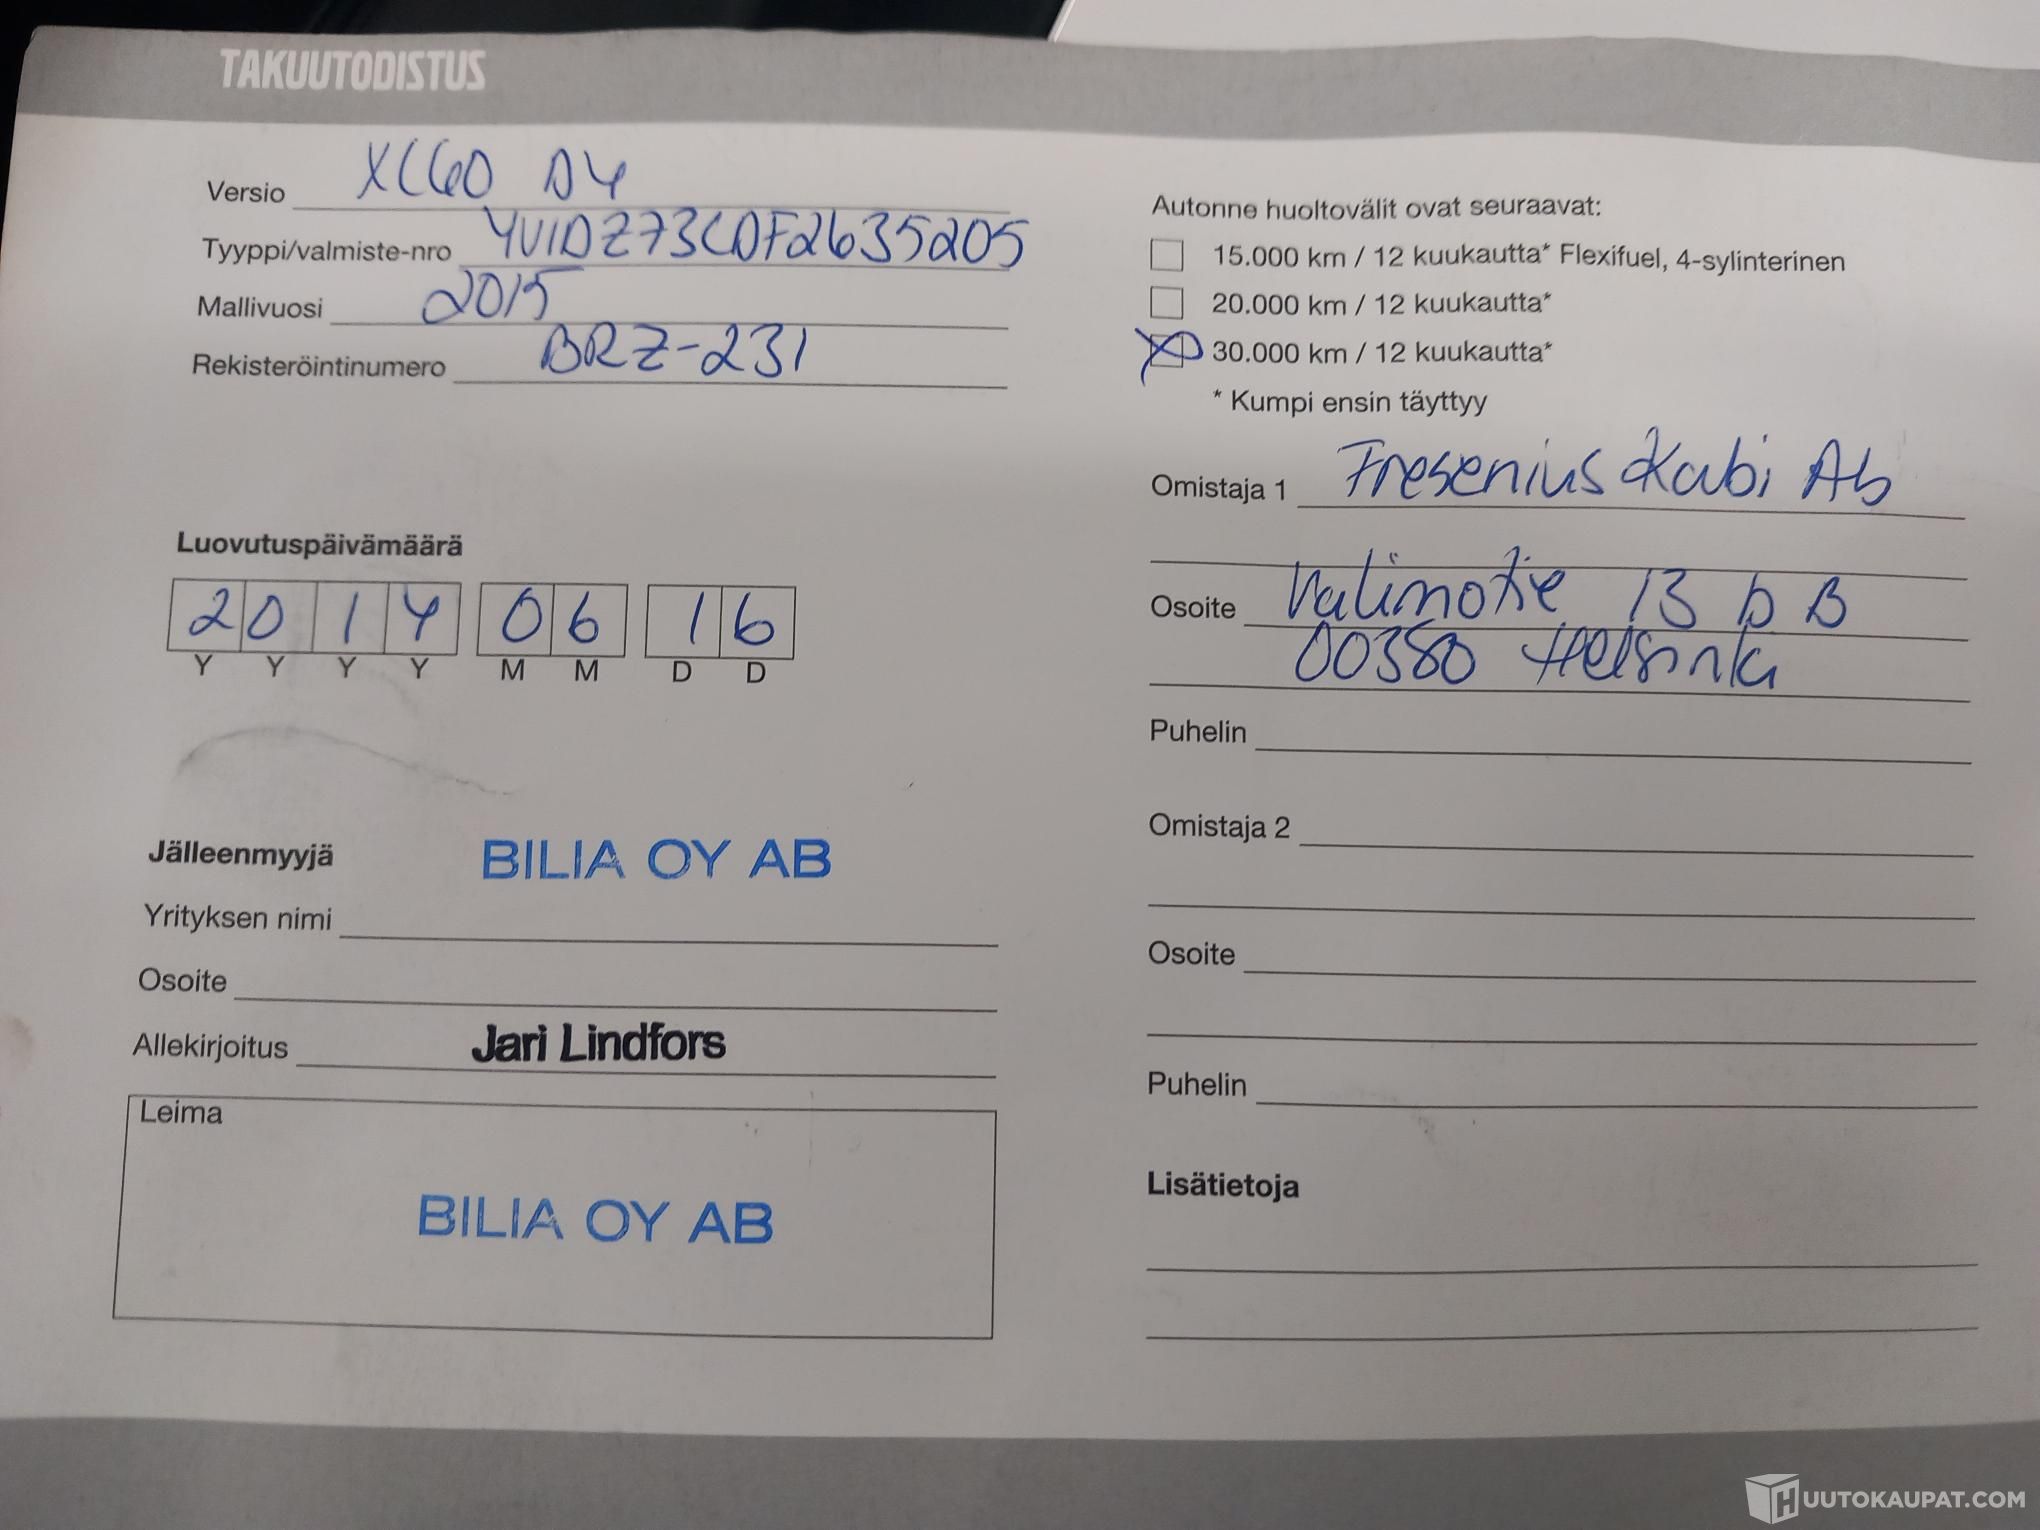 TAKUUTODISTUS
Versio XC60 D4
Tyyppi/valmiste-nro YV1DZ73CDF2635205
Mallivuosi 2015
Rekisteröintinumero BRZ-231
Luovutuspäivämäärä
2014 06 16
Y Y Y Y M M D D
Jälleenmyyjä BILIA OY AB
Yrityksen nimi
Osoite
Allekirjoitus Jari Lindfors
Leima
BILIA OY AB
Autonne huoltovälit ovat seuraavat:
15.000 km / 12 kuukautta* Flexifuel, 4-sylinterinen
20.000 km / 12 kuukautta*
30.000 km / 12 kuukautta*
* Kumpi ensin täyttyy
Omistaja 1 Fresenius Kabi Ab
Osoite Valimotie 13 b B
00380 Helsinki
Puhelin
Omistaja 2
Osoite
Puhelin
Lisätietoja
HUUTOKAUPAT.COM